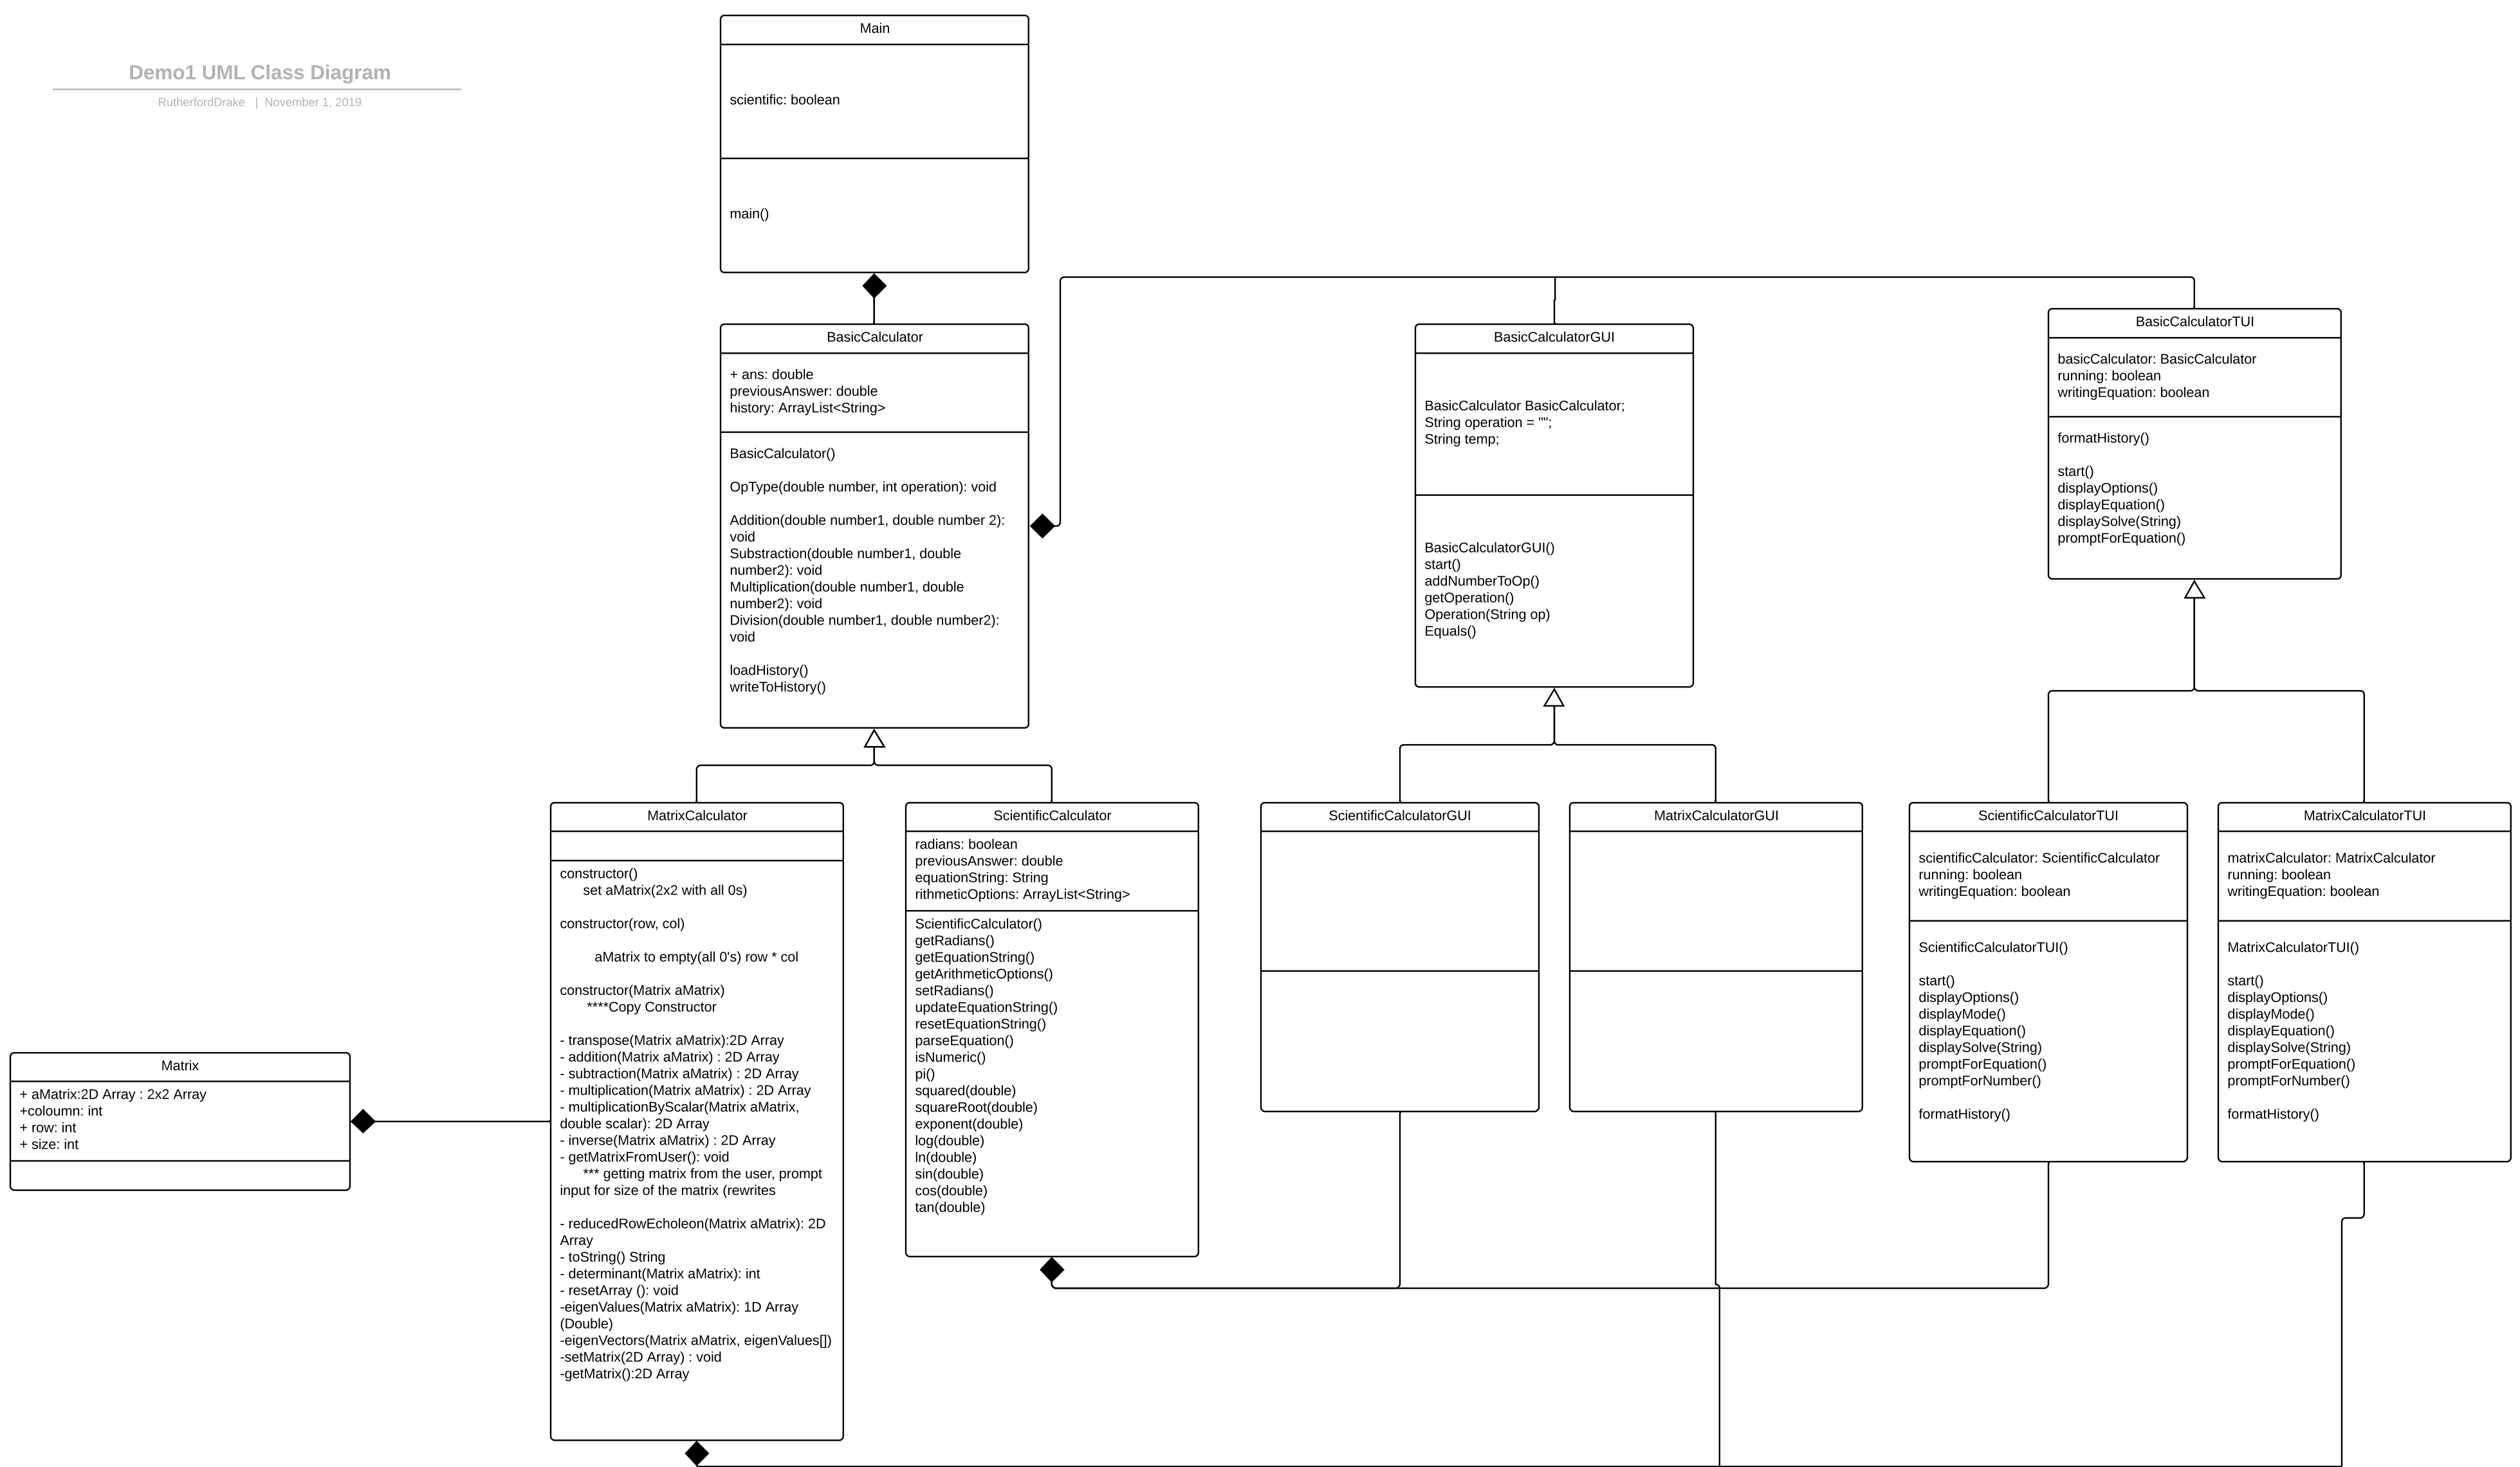 Demo1 UML Class Diagram
RutherfordDrake | November 1, 2019
Main
scientific: boolean
main()
BasicCalculator
+ ans: double
previousAnswer: double
history: ArrayList<String>
BasicCalculator()
OpType(double number, int operation): void
Addition(double number1, double number 2):
void
Substraction(double number1, double
number2): void
Multiplication(double number1, double
number2): void
Division(double number1, double number2):
void
loadHistory()
writeToHistory()
BasicCalculatorGUI
BasicCalculator BasicCalculator;
String operation = "";
String temp;
BasicCalculatorGUI()
start()
addNumberToOp()
getOperation()
Operation(String op)
Equals()
BasicCalculatorTUI
basicCalculator: BasicCalculator
running: boolean
writingEquation: boolean
formatHistory()
start()
displayOptions()
displayEquation()
displaySolve(String)
promptForEquation()
Matrix
+ aMatrix:2D Array : 2x2 Array
+coloumn: int
+ row: int
+ size: int
MatrixCalculator
constructor()
set aMatrix(2x2 with all 0s)
constructor(row, col)
aMatrix to empty(all 0's) row * col
constructor(Matrix aMatrix)
****Copy Constructor
- transpose(Matrix aMatrix):2D Array
- addition(Matrix aMatrix) : 2D Array
- subtraction(Matrix aMatrix) : 2D Array
- multiplication(Matrix aMatrix) : 2D Array
- multiplicationByScalar(Matrix aMatrix,
double scalar): 2D Array
- inverse(Matrix aMatrix) : 2D Array
- getMatrixFromUser(): void
*** getting matrix from the user, prompt
input for size of the matrix (rewrites
- reducedRowEcholeon(Matrix aMatrix): 2D
Array
- toString() String
- determinant(Matrix aMatrix): int
- resetArray (): void
-eigenValues(Matrix aMatrix): 1D Array
(Double)
-eigenVectors(Matrix aMatrix, eigenValues[])
-setMatrix(2D Array) : void
-getMatrix():2D Array
ScientificCalculator
radians: boolean
previousAnswer: double
equationString: String
rithmeticOptions: ArrayList<String>
ScientificCalculator()
getRadians()
getEquationString()
getArithmeticOptions()
setRadians()
updateEquationString()
resetEquationString()
parseEquation()
isNumeric()
pi()
squared(double)
squareRoot(double)
exponent(double)
log(double)
ln(double)
sin(double)
cos(double)
tan(double)
ScientificCalculatorGUI
MatrixCalculatorGUI
ScientificCalculatorTUI
scientificCalculator: ScientificCalculator
running: boolean
writingEquation: boolean
ScientificCalculatorTUI()
start()
displayOptions()
displayMode()
displayEquation()
displaySolve(String)
promptForEquation()
promptForNumber()
formatHistory()
MatrixCalculatorTUI
matrixCalculator: MatrixCalculator
running: boolean
writingEquation: boolean
MatrixCalculatorTUI()
start()
displayOptions()
displayMode()
displayEquation()
displaySolve(String)
promptForEquation()
promptForNumber()
formatHistory()